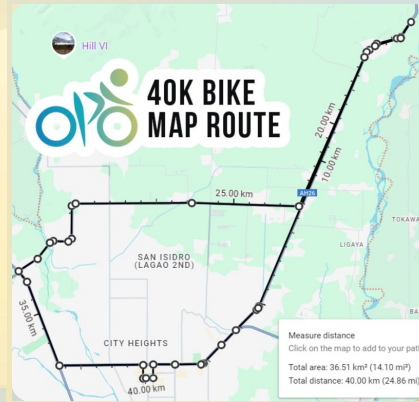 Hill VI
40K BIKE
MAP ROUTE
20.00 km
10.00 km
25.00 km
AH26
TOKAWA
LIGAYA
SAN ISIDRO
(LAGAO 2ND)
35.00 km
CITY HEIGHTS
BA
40.00 km
Measure distance
Click on the map to add to your pat
Total area: 36.51 km² (14.10 mi²)
Total distance: 40.00 km (24.86 mi)